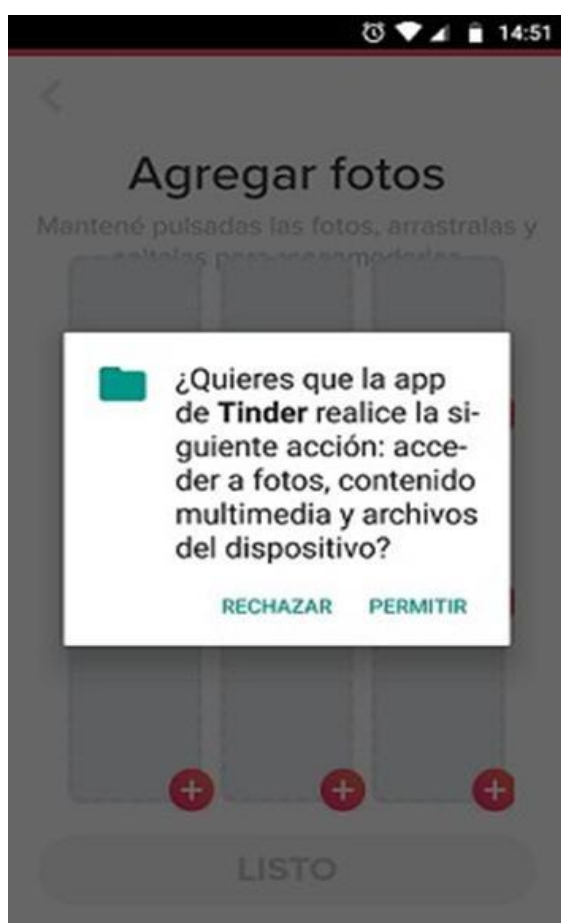 14:51
Agregar fotos
Mantené pulsadas las fotos, arrastralas y
¿Quieres que la app
de Tinder realice la si-
guiente acción: acce-
der a fotos, contenido
multimedia y archivos
del dispositivo?
RECHAZAR PERMITIR
LISTO